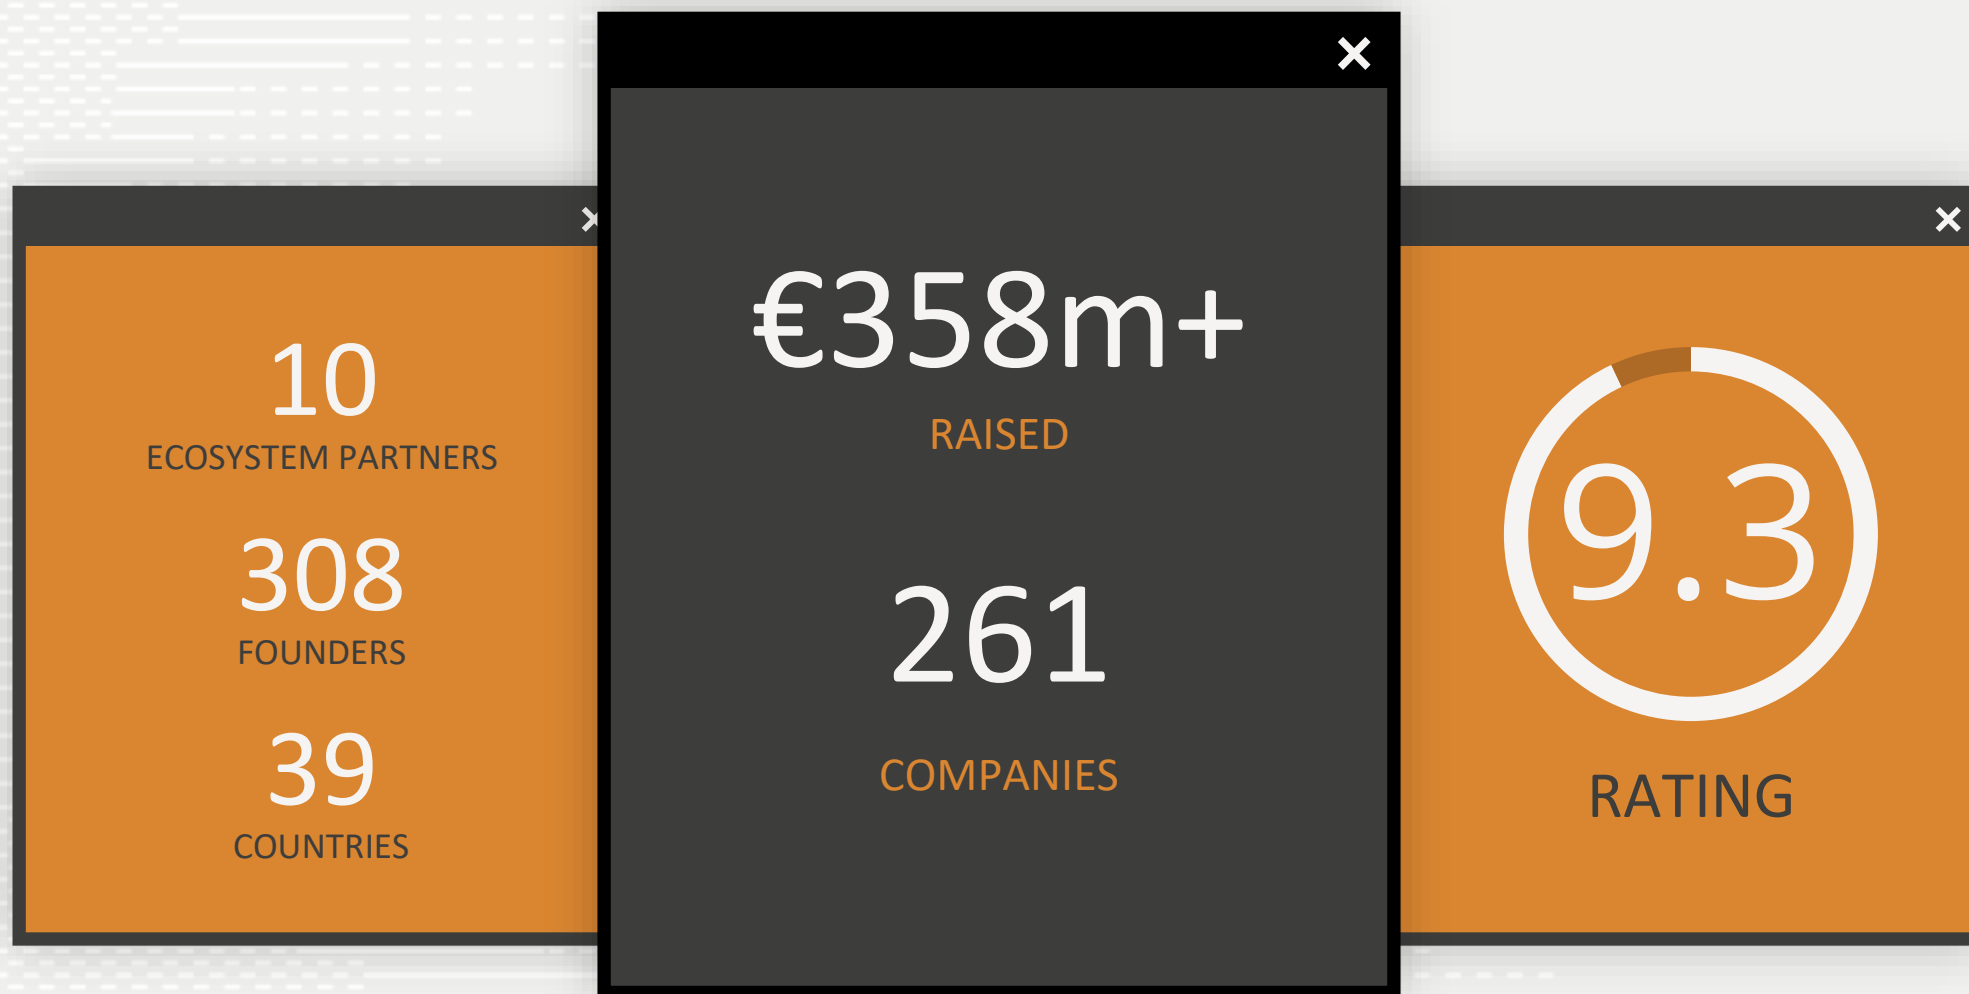 10
ECOSYSTEM PARTNERS
308
FOUNDERS
39
COUNTRIES
€358m+
RAISED
261
COMPANIES
9.3
RATING